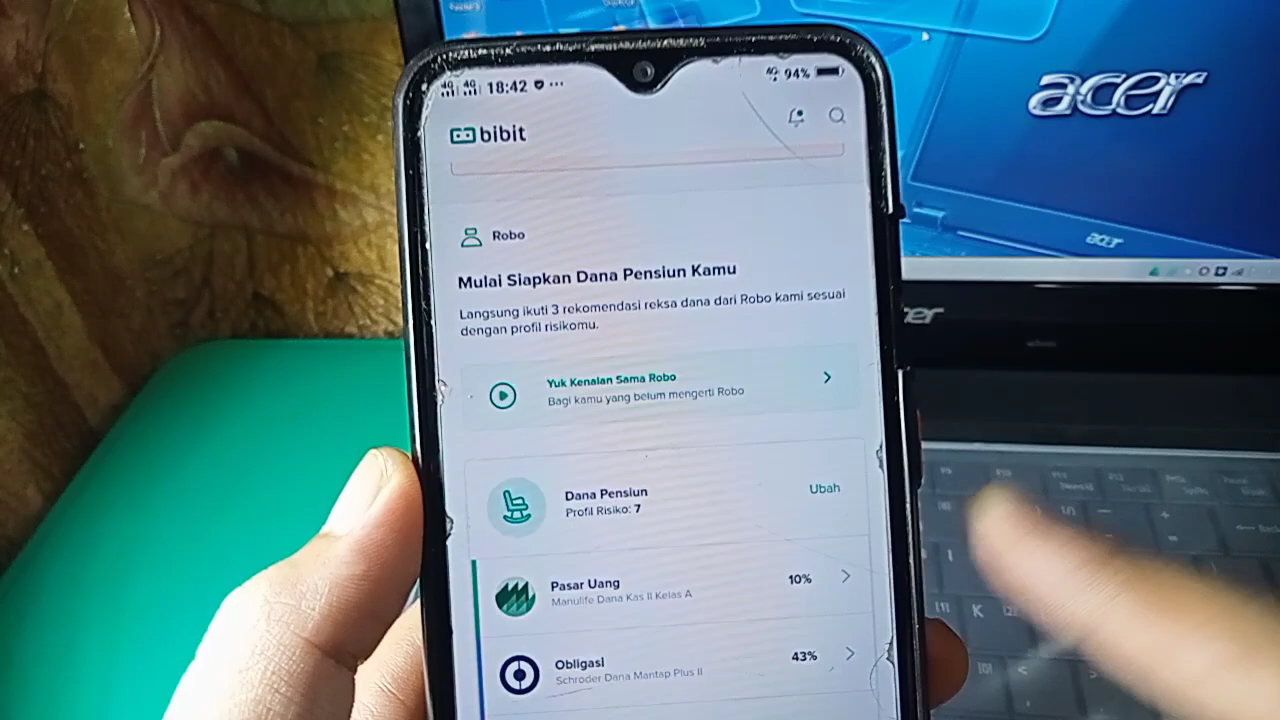 18:42
94%
bibit
Robo
Mulai Siapkan Dana Pensiun Kamu
Langsung ikuti 3 rekomendasi reksa dana dari Robo kami sesuai
dengan profil risikomu.
Yuk Kenalan Sama Robo
Bagi kamu yang belum mengerti Robo
Dana Pensiun
Profil Risiko: 7
Ubah
Pasar Uang
Manulife Dana Kas II Kelas A
10%
Obligasi
Schroder Dana Mantap Plus II
43%
acer
acer
cer
K